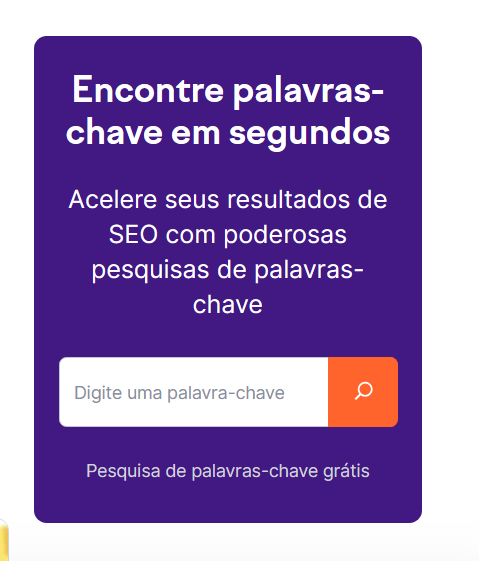 Encontre palavras-
chave em segundos
Acelere seus resultados de
SEO com poderosas
pesquisas de palavras-
chave
Digite uma palavra-chave
Pesquisa de palavras-chave grátis